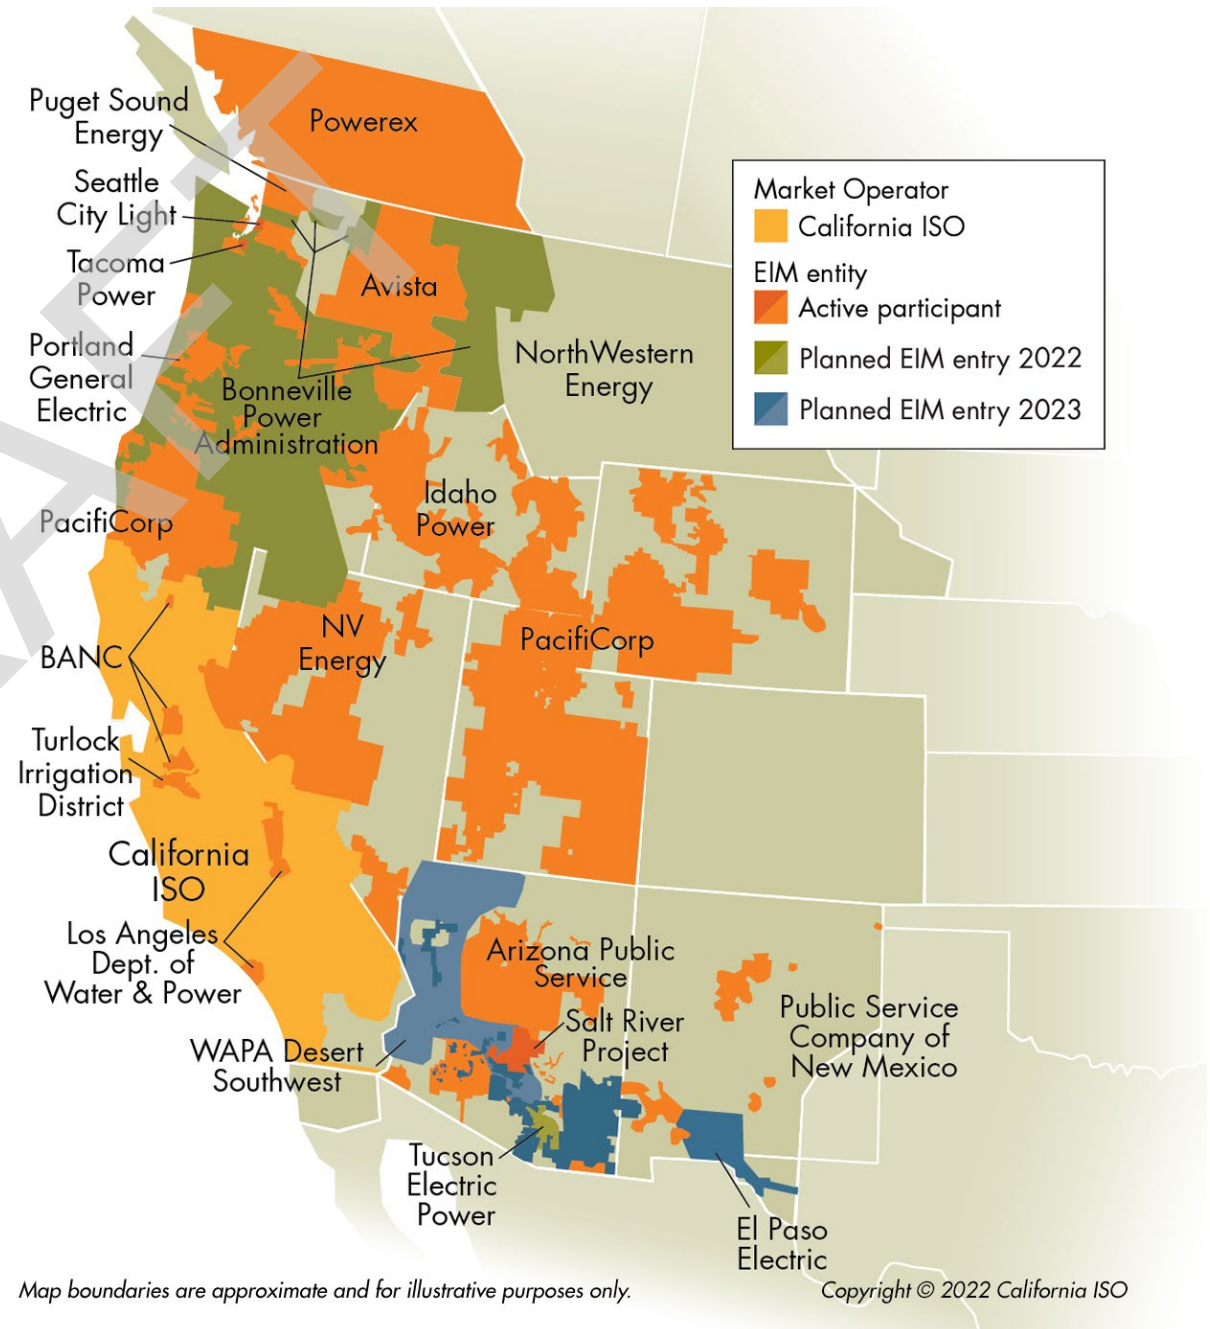 Powerex
Puget Sound
Energy
Seattle
City Light
Tacoma
Power
Avista
Portland
General
Electric
Bonneville
Power
Administration
NorthWestern
Energy
Market Operator
California ISO
EIM entity
Active participant
Planned EIM entry 2022
Planned EIM entry 2023
PacifiCorp
Idaho
Power
BANC
NV
Energy
PacifiCorp
Turlock
Irrigation
District
California
ISO
Los Angeles
Dept. of
Water & Power
Arizona Public
Service
Salt River
Project
Public Service
Company of
New Mexico
WAPA Desert
Southwest
Tucson
Electric
Power
El Paso
Electric
Map boundaries are approximate and for illustrative purposes only.
Copyright © 2022 California ISO